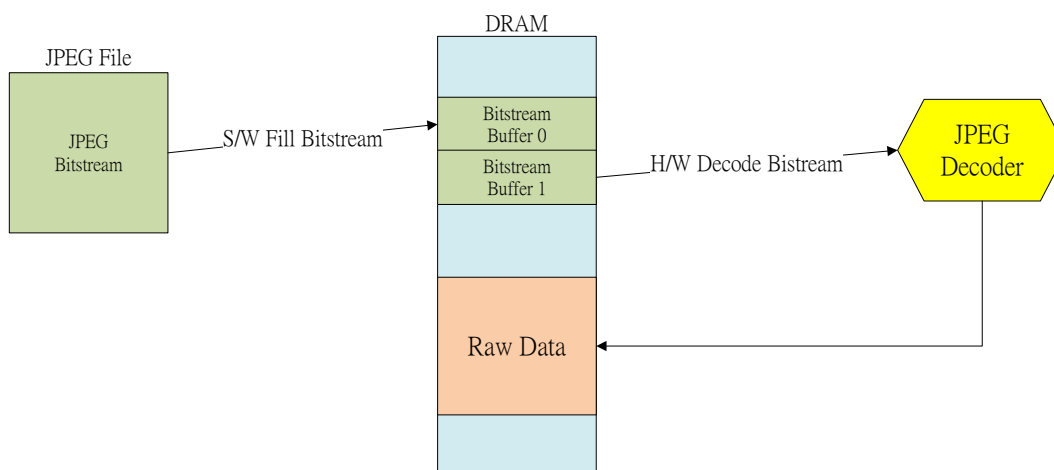 DRAM
JPEG File
JPEG
Bitstream
S/W Fill Bitstream
Bitstream
Buffer 0
Bitstream
Buffer 1
H/W Decode Bistream
JPEG
Decoder
Raw Data